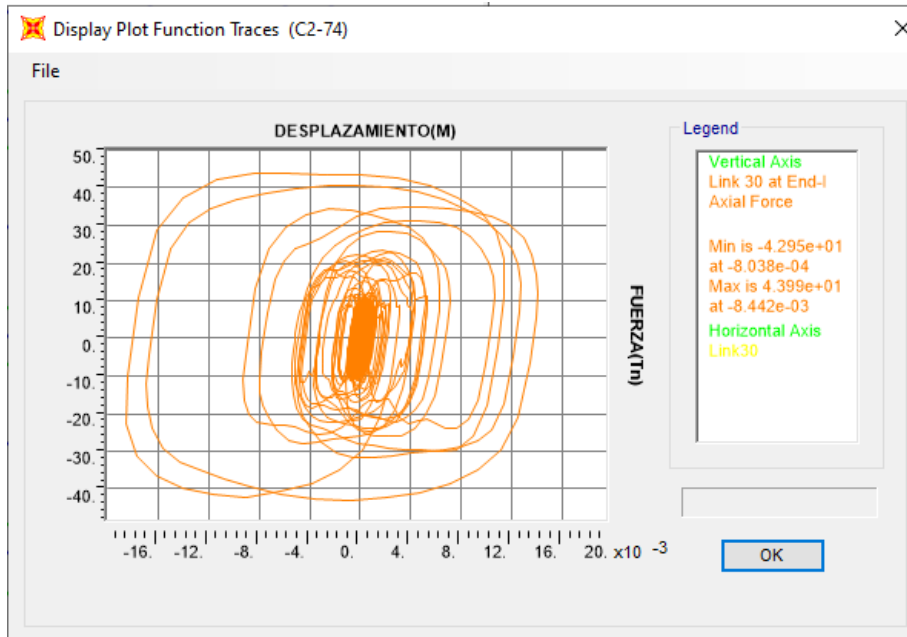 Display Plot Function Traces (C2-74)
File
DESPLAZAMIENTO(M)
50.
40.
30.
20.
10.
0.
-10.
-20.
-30.
-40.
-16. -12. -8. -4. 0. 4. 8. 12. 16. 20. x10 -3
FUERZA(Tn)
Legend
Vertical Axis
Link 30 at End-I
Axial Force
Min is -4.295e+01
at -8.038e-04
Max is 4.399e+01
at -8.442e-03
Horizontal Axis
Link30
OK